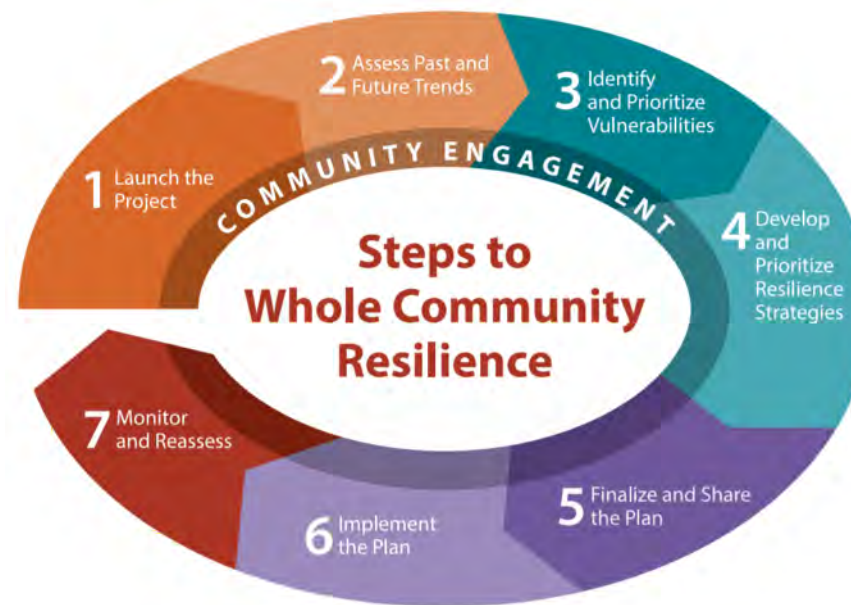 1 Launch the
Project
2 Assess Past and
Future Trends
3 Identify
and Prioritize
Vulnerabilities
4 Develop
and
Prioritize
Resilience
Strategies
5 Finalize and Share
the Plan
6 Implement
the Plan
7 Monitor
and Reassess
COMMUNITY ENGAGEMENT
Steps to
Whole Community
Resilience